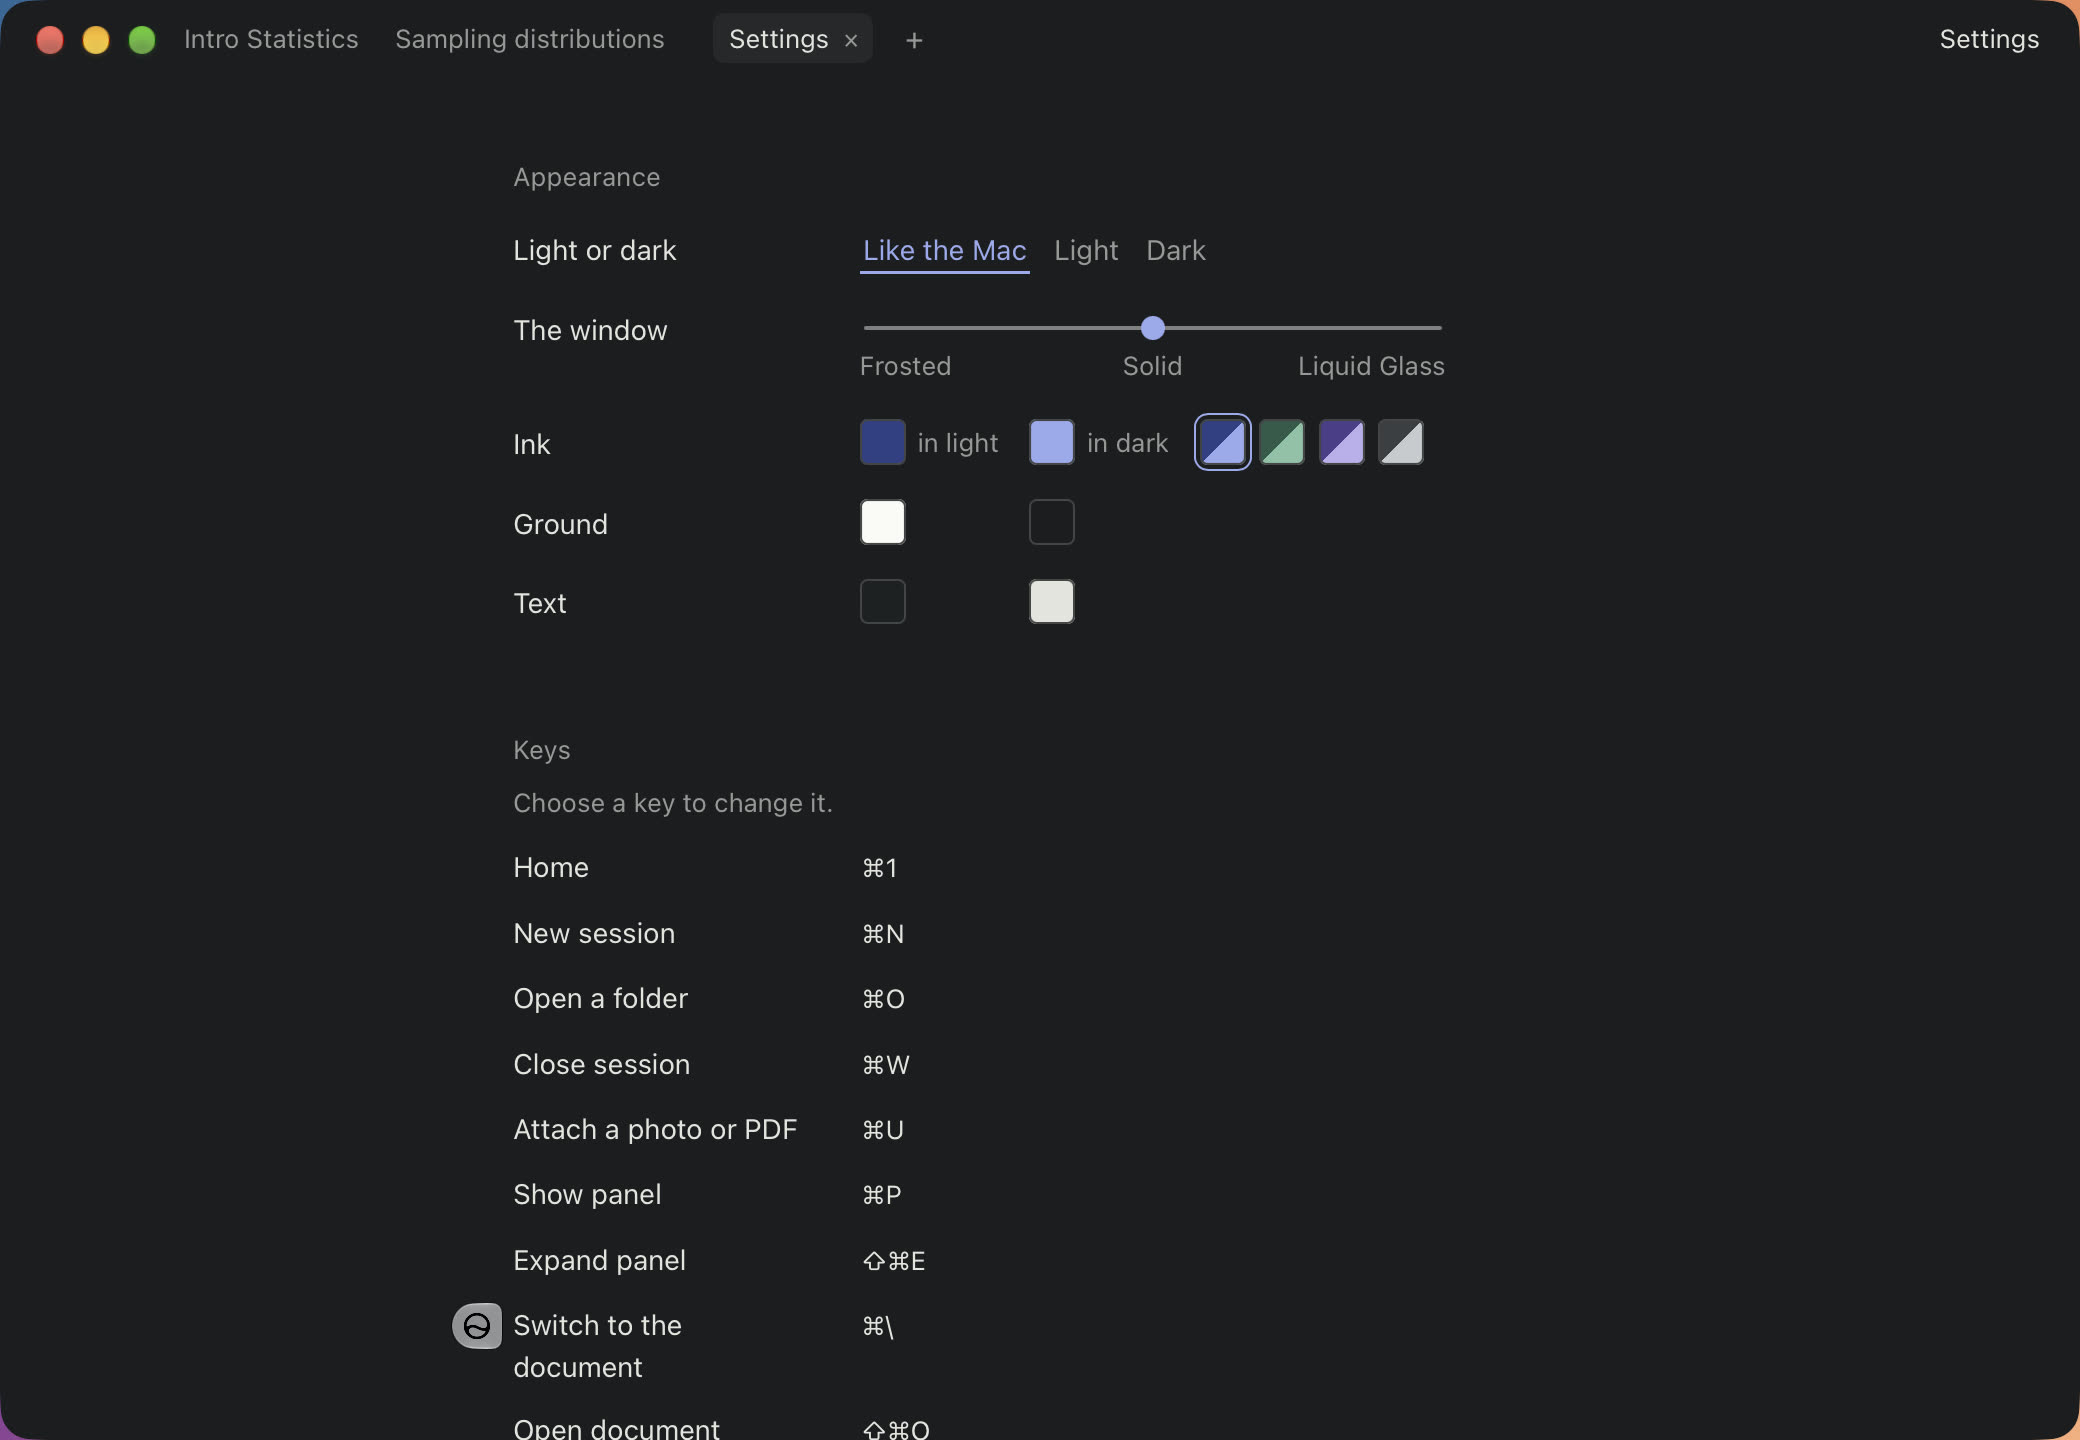 Intro Statistics
Sampling distributions
Settings ×
+
Settings
Appearance
Light or dark
Like the Mac Light Dark
The window
Frosted Solid Liquid Glass
Ink
in light in dark
Ground
Text
Keys
Choose a key to change it.
Home ⌘1
New session ⌘N
Open a folder ⌘O
Close session ⌘W
Attach a photo or PDF ⌘U
Show panel ⌘P
Expand panel ⇧⌘E
Switch to the ⌘\
document
Open document ⇧⌘O